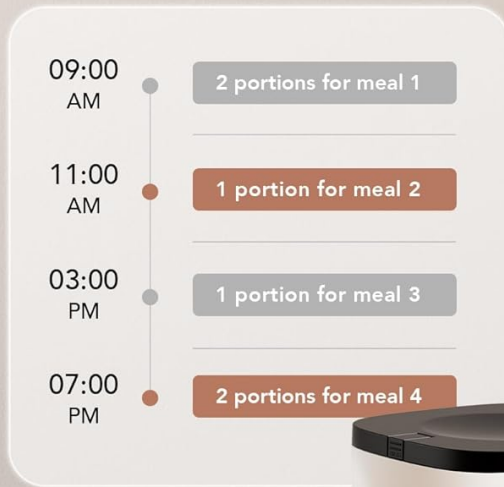 09:00
AM
2 portions for meal 1
11:00
AM
1 portion for meal 2
03:00
PM
1 portion for meal 3
07:00
PM
2 portions for meal 4